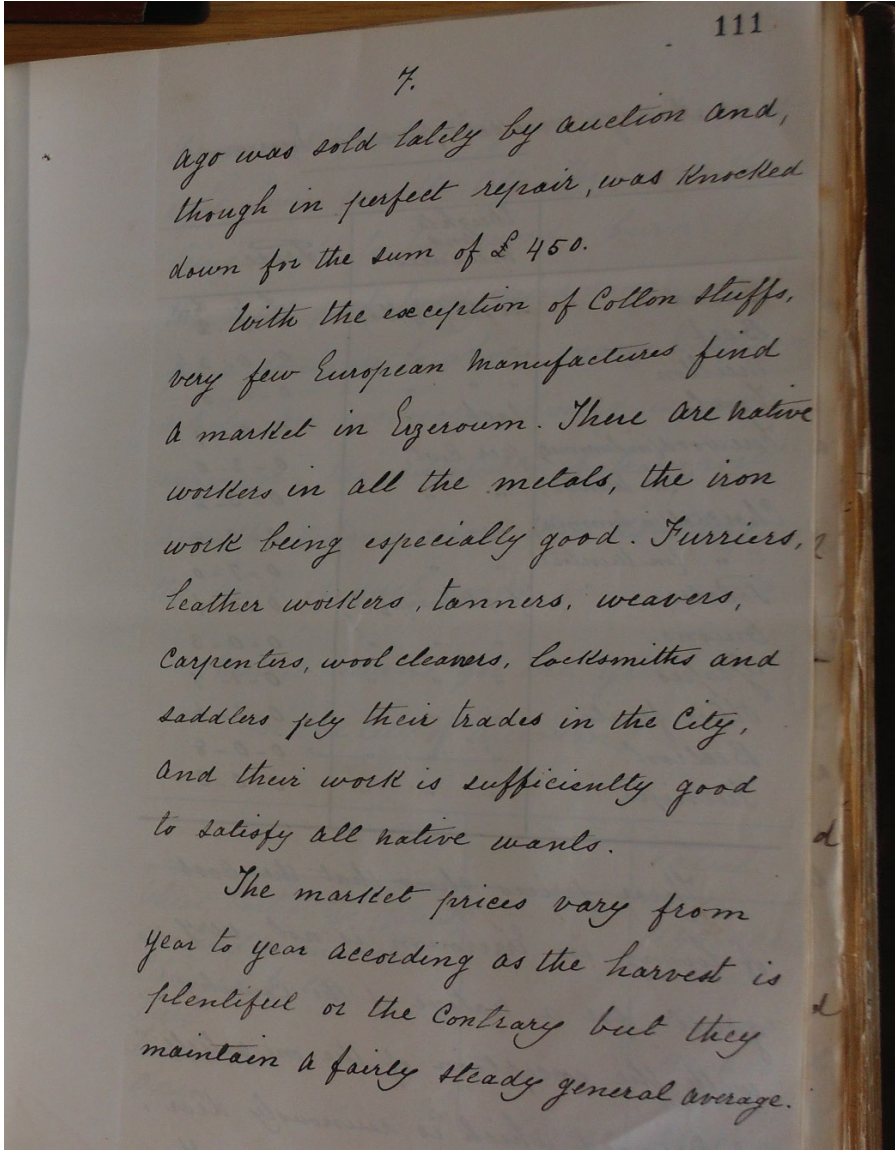 111
7.
ago was sold lately by auction and,
though in perfect repair, was knocked
down for the sum of £ 450.
With the exception of Cotton stuffs,
very few European Manufactures find
a market in Erzeroum. There are native
workers in all the metals, the iron
work being especially good. Furriers,
leather workers, tanners, weavers,
carpenters, wool cleaners, locksmiths and
saddlers ply their trades in the City,
and their work is sufficiently good
to satisfy all native wants.
The market prices vary from
year to year according as the harvest is
plentiful or the contrary but they
maintain a fairly steady general average.